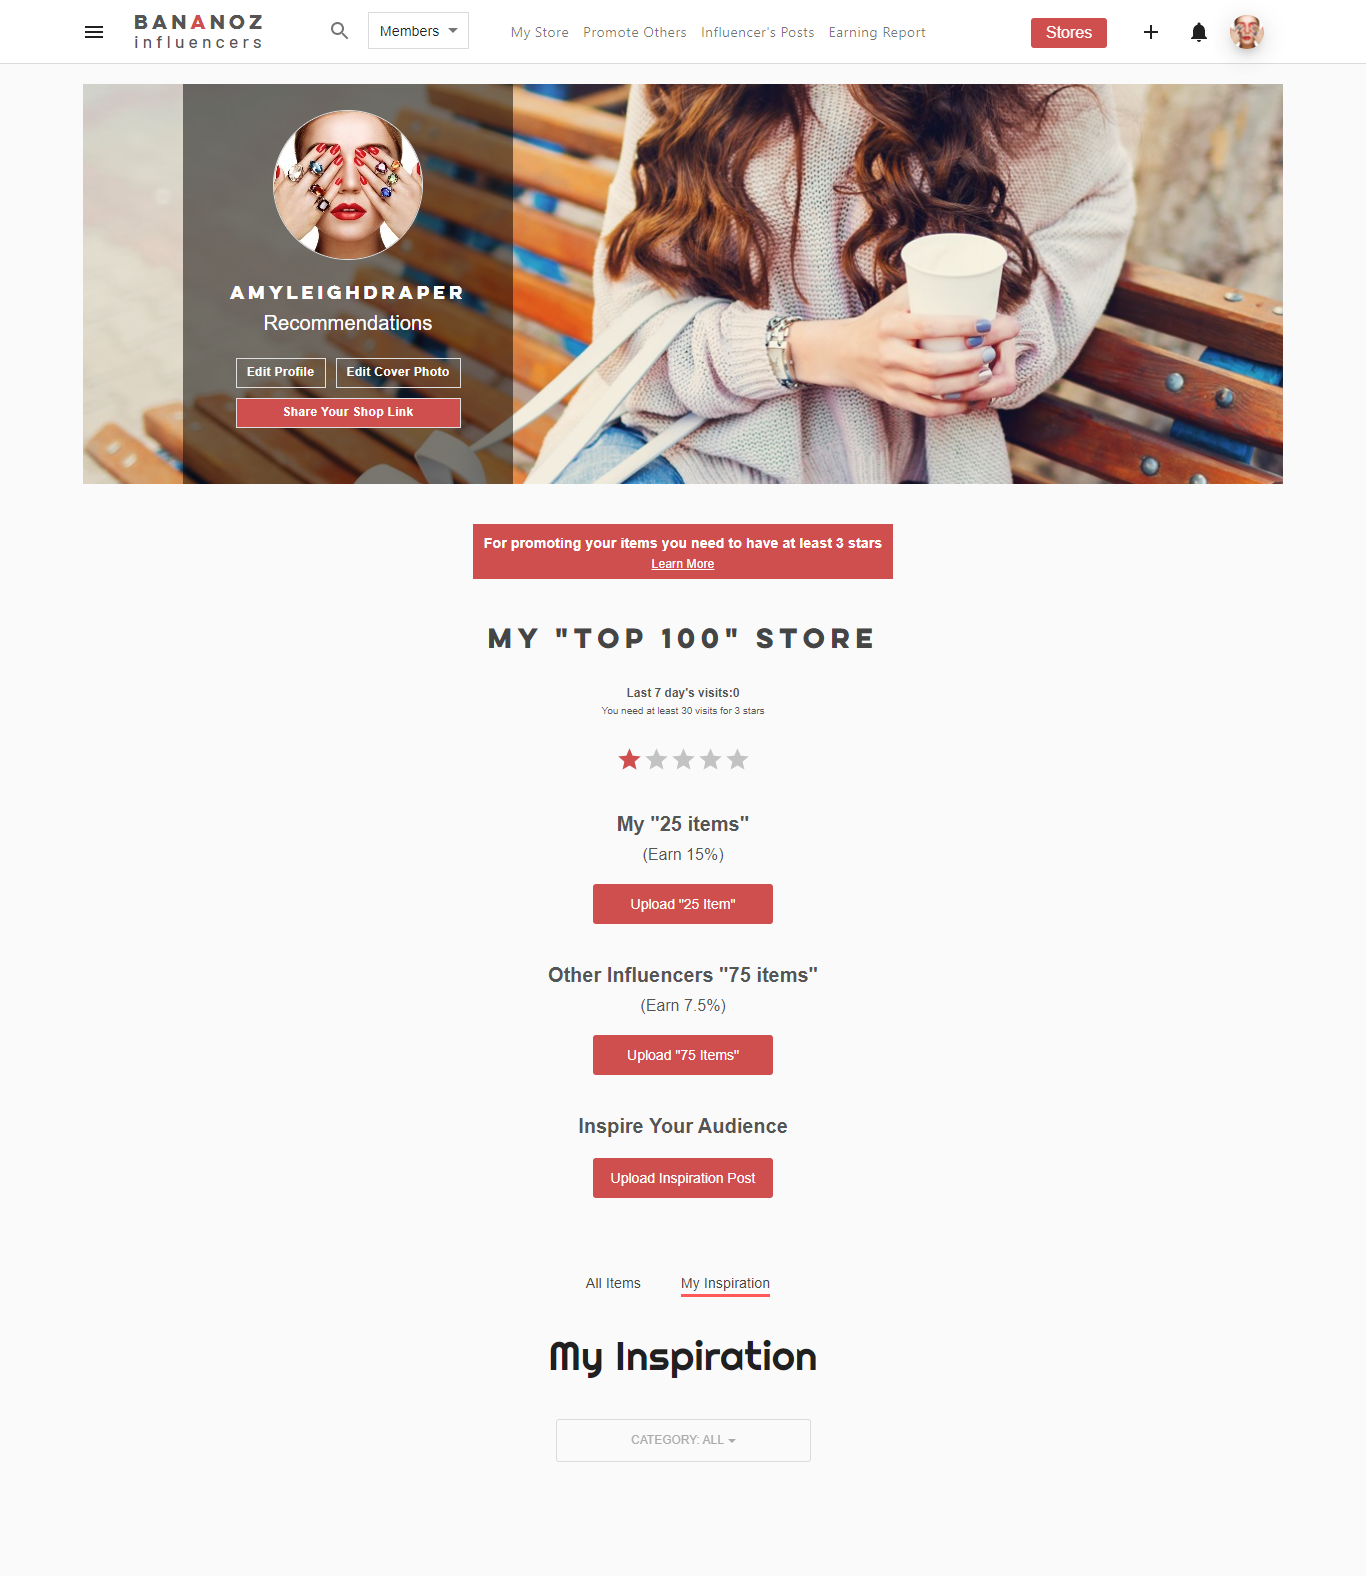 BANANOZ
influencers
Members
My Store
Promote Others
Influencer's Posts
Earning Report
Stores
AMYLEIGHDRAPER
Recommendations
Edit Profile
Edit Cover Photo
Share Your Shop Link
For promoting your items you need to have at least 3 stars
Learn More
MY "TOP 100" STORE
Last 7 day's visits:0
You need at least 30 visits for 3 stars
My "25 items"
(Earn 15%)
Upload "25 Item"
Other Influencers "75 items"
(Earn 7.5%)
Upload "75 Items"
Inspire Your Audience
Upload Inspiration Post
All Items
My Inspiration
My Inspiration
CATEGORY: ALL